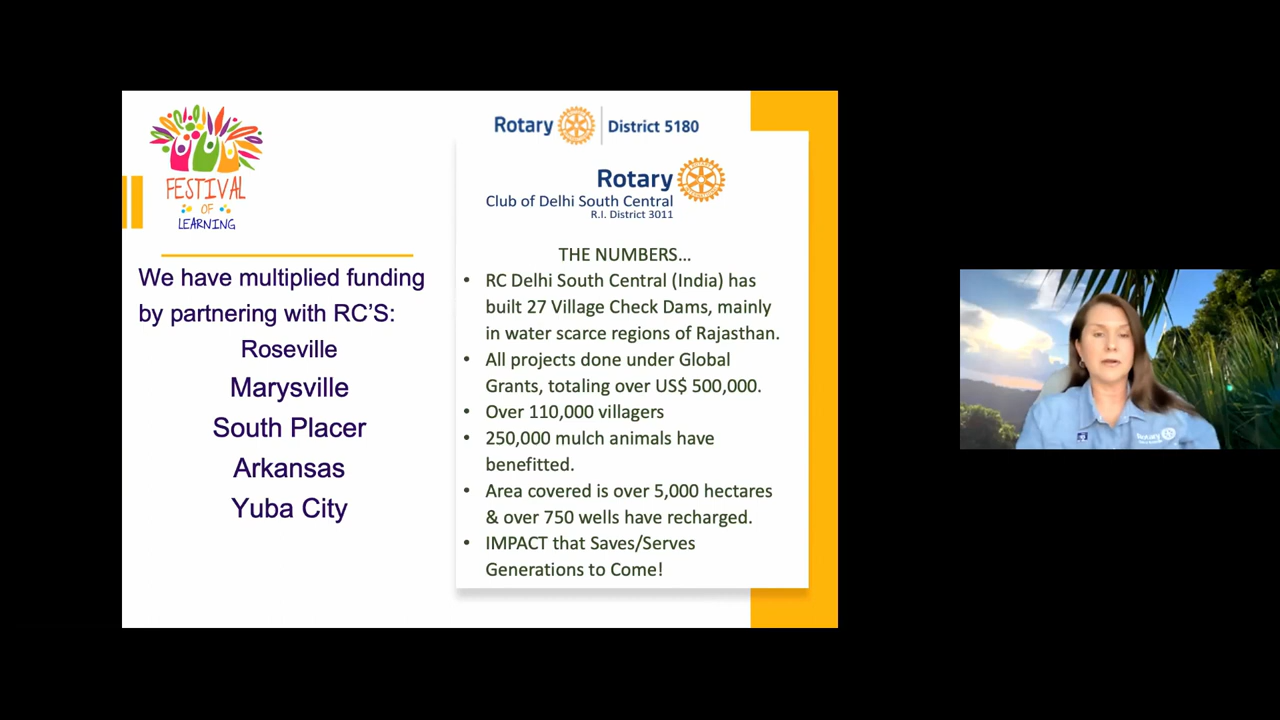 FESTIVAL
OF
LEARNING
We have multiplied funding
by partnering with RC'S:
Roseville
Marysville
South Placer
Arkansas
Yuba City
Rotary District 5180
Rotary
Club of Delhi South Central
R.I. District 3011
THE NUMBERS...
• RC Delhi South Central (India) has
built 27 Village Check Dams, mainly
in water scarce regions of Rajasthan.
• All projects done under Global
Grants, totaling over US$ 500,000.
• Over 110,000 villagers
• 250,000 mulch animals have
benefitted.
• Area covered is over 5,000 hectares
& over 750 wells have recharged.
• IMPACT that Saves/Serves
Generations to Come!
Rotary